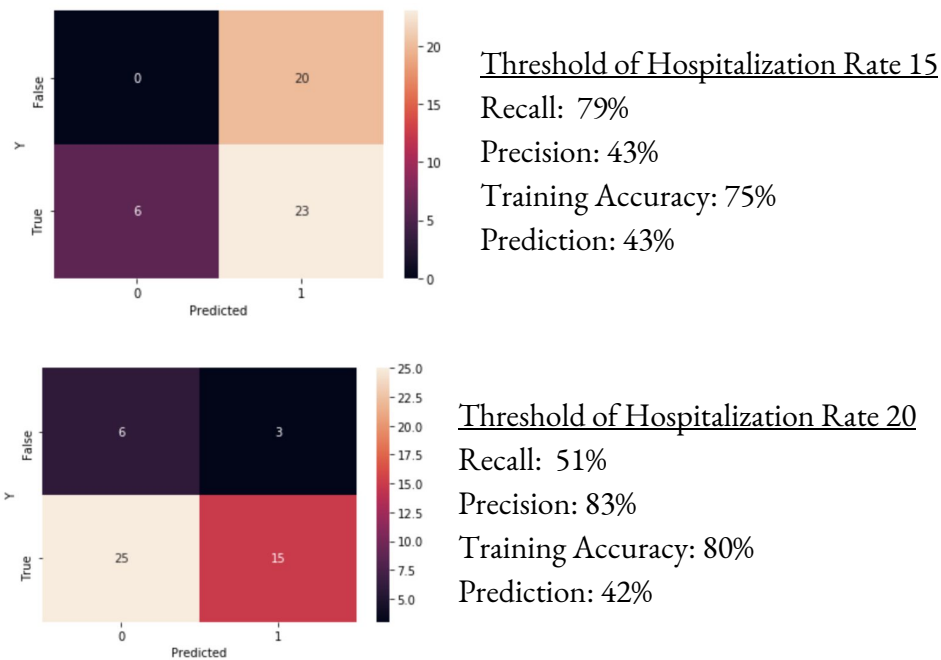 False
0
20
20
15
Y
10
True
6
23
5
0
0
1
Predicted
Threshold of Hospitalization Rate 15
Recall: 79%
Precision: 43%
Training Accuracy: 75%
Prediction: 43%
25.0
22.5
False
6
3
20.0
17.5
Y
15.0
12.5
True
25
15
10.0
7.5
5.0
0
1
Predicted
Threshold of Hospitalization Rate 20
Recall: 51%
Precision: 83%
Training Accuracy: 80%
Prediction: 42%